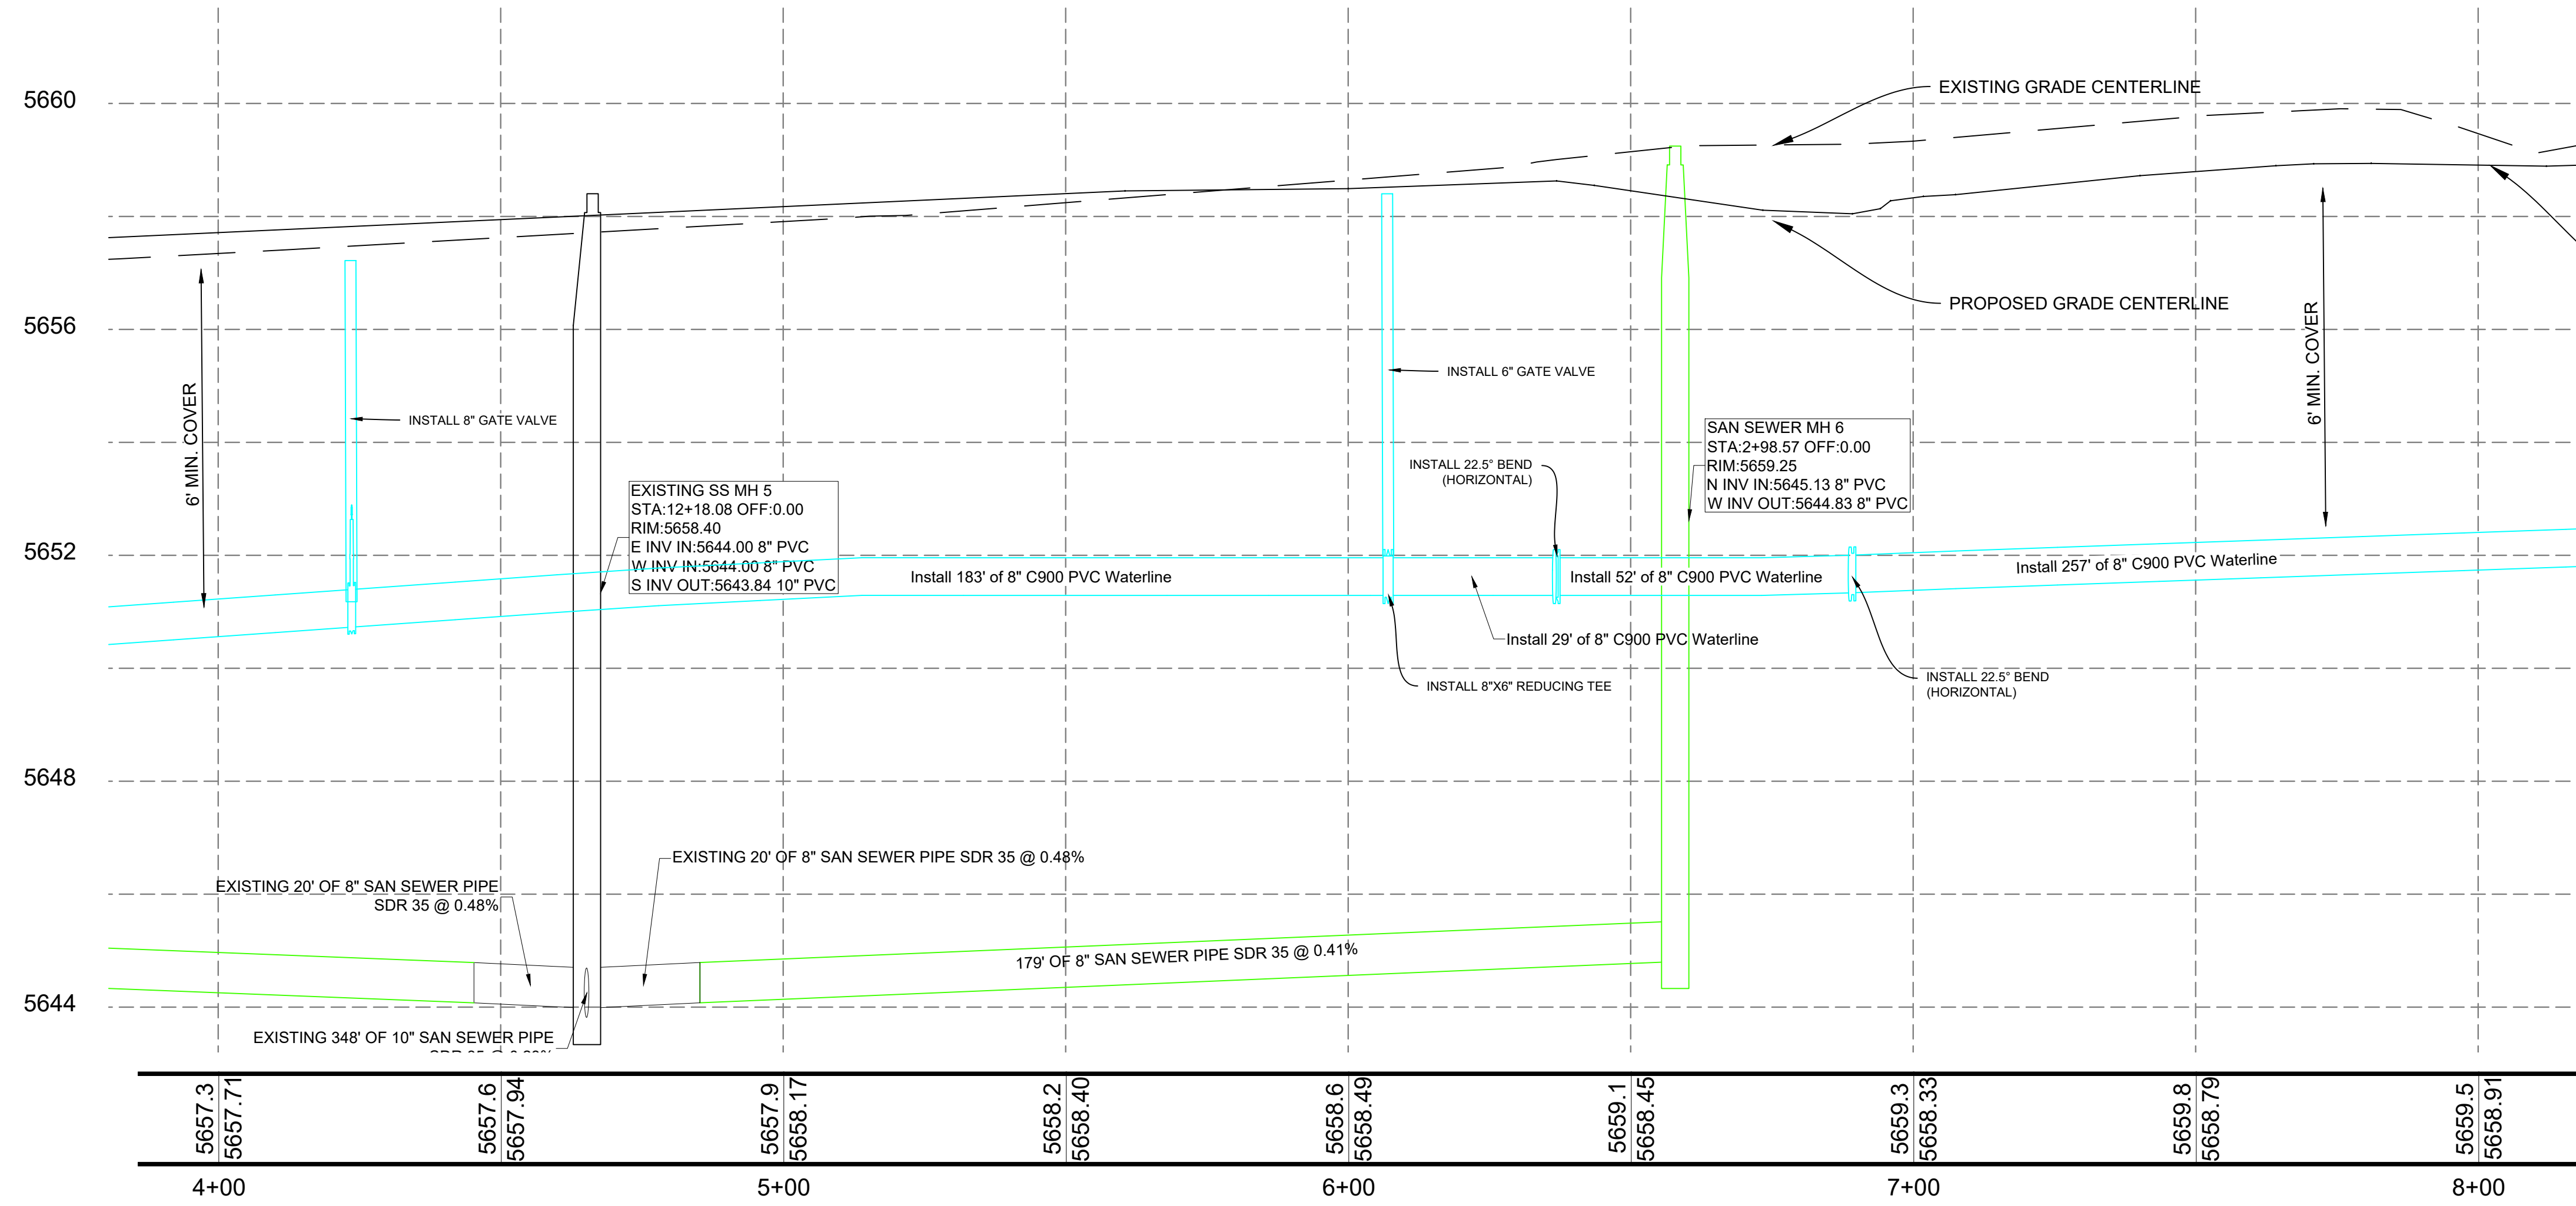 5660
EXISTING GRADE CENTERLINE
5656
PROPOSED GRADE CENTERLINE
6' MIN. COVER
INSTALL 8" GATE VALVE
INSTALL 6" GATE VALVE
6' MIN. COVER
SAN SEWER MH 6
STA:2+98.57 OFF:0.00
RIM:5659.25
N INV IN:5645.13 8" PVC
W INV OUT:5644.83 8" PVC
INSTALL 22.5° BEND
(HORIZONTAL)
EXISTING SS MH 5
STA:12+18.08 OFF:0.00
RIM:5658.40
E INV IN:5644.00 8" PVC
W INV IN:5644.00 8" PVC
S INV OUT:5643.84 10" PVC
5652
Install 183' of 8" C900 PVC Waterline
Install 52' of 8" C900 PVC Waterline
Install 257' of 8" C900 PVC Waterline
Install 29' of 8" C900 PVC Waterline
INSTALL 8"X6" REDUCING TEE
INSTALL 22.5° BEND
(HORIZONTAL)
5648
EXISTING 20' OF 8" SAN SEWER PIPE SDR 35 @ 0.48%
EXISTING 20' OF 8" SAN SEWER PIPE
SDR 35 @ 0.48%
179' OF 8" SAN SEWER PIPE SDR 35 @ 0.41%
5644
EXISTING 348' OF 10" SAN SEWER PIPE
5657.3
5657.71
5657.6
5657.94
5657.9
5658.17
5658.2
5658.40
5658.6
5658.49
5659.1
5658.45
5659.3
5658.33
5659.8
5658.79
5659.5
5658.91
4+00
5+00
6+00
7+00
8+00